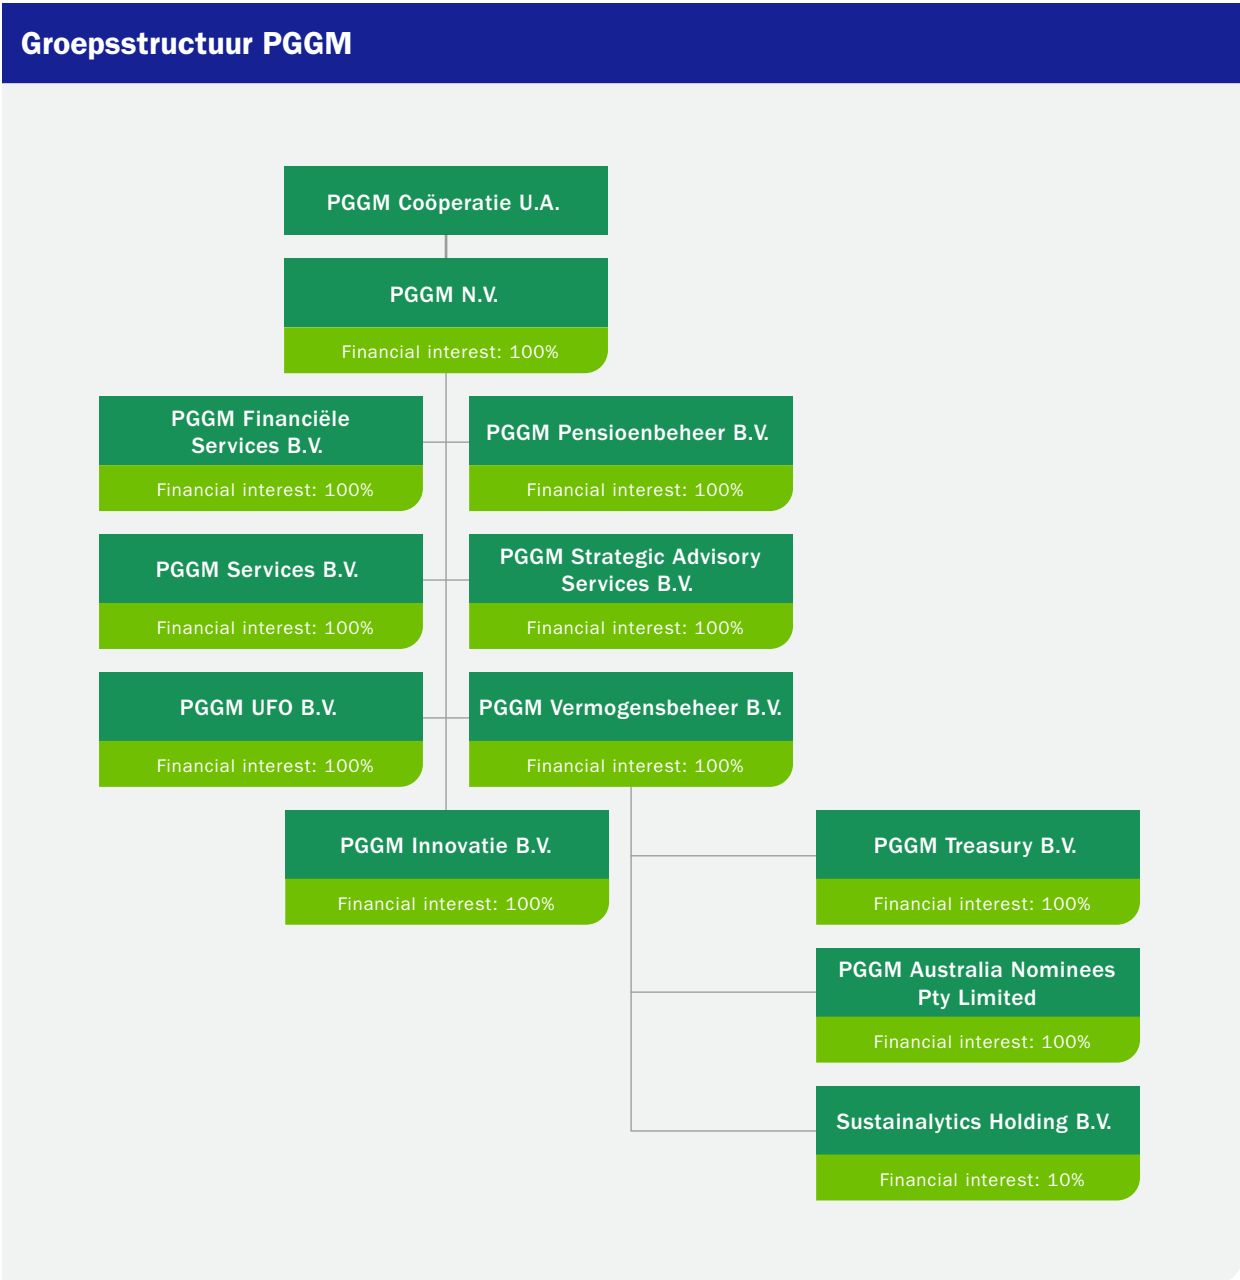 Groepsstructuur PGGM
PGGM Coöperatie U.A.
PGGM N.V.
Financial interest: 100%
PGGM Financiële
Services B.V.
Financial interest: 100%
PGGM Pensioenbeheer B.V.
Financial interest: 100%
PGGM Services B.V.
Financial interest: 100%
PGGM Strategic Advisory
Services B.V.
Financial interest: 100%
PGGM UFO B.V.
Financial interest: 100%
PGGM Vermogensbeheer B.V.
Financial interest: 100%
PGGM Innovatie B.V.
Financial interest: 100%
PGGM Treasury B.V.
Financial interest: 100%
PGGM Australia Nominees
Pty Limited
Financial interest: 100%
Sustainalytics Holding B.V.
Financial interest: 10%